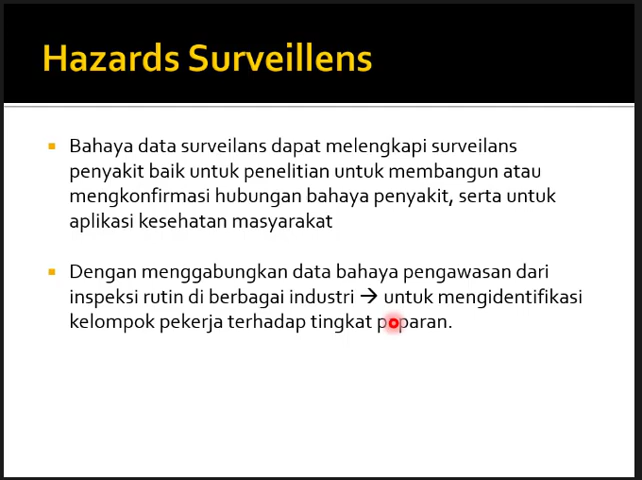 Hazards Surveillens
Bahaya data surveilans dapat melengkapi surveilans
penyakit baik untuk penelitian untuk membangun atau
mengkonfirmasi hubungan bahaya penyakit, serta untuk
aplikasi kesehatan masyarakat
Dengan menggabungkan data bahaya pengawasan dari
inspeksi rutin di berbagai industri → untuk mengidentifikasi
kelompok pekerja terhadap tingkat paparan.